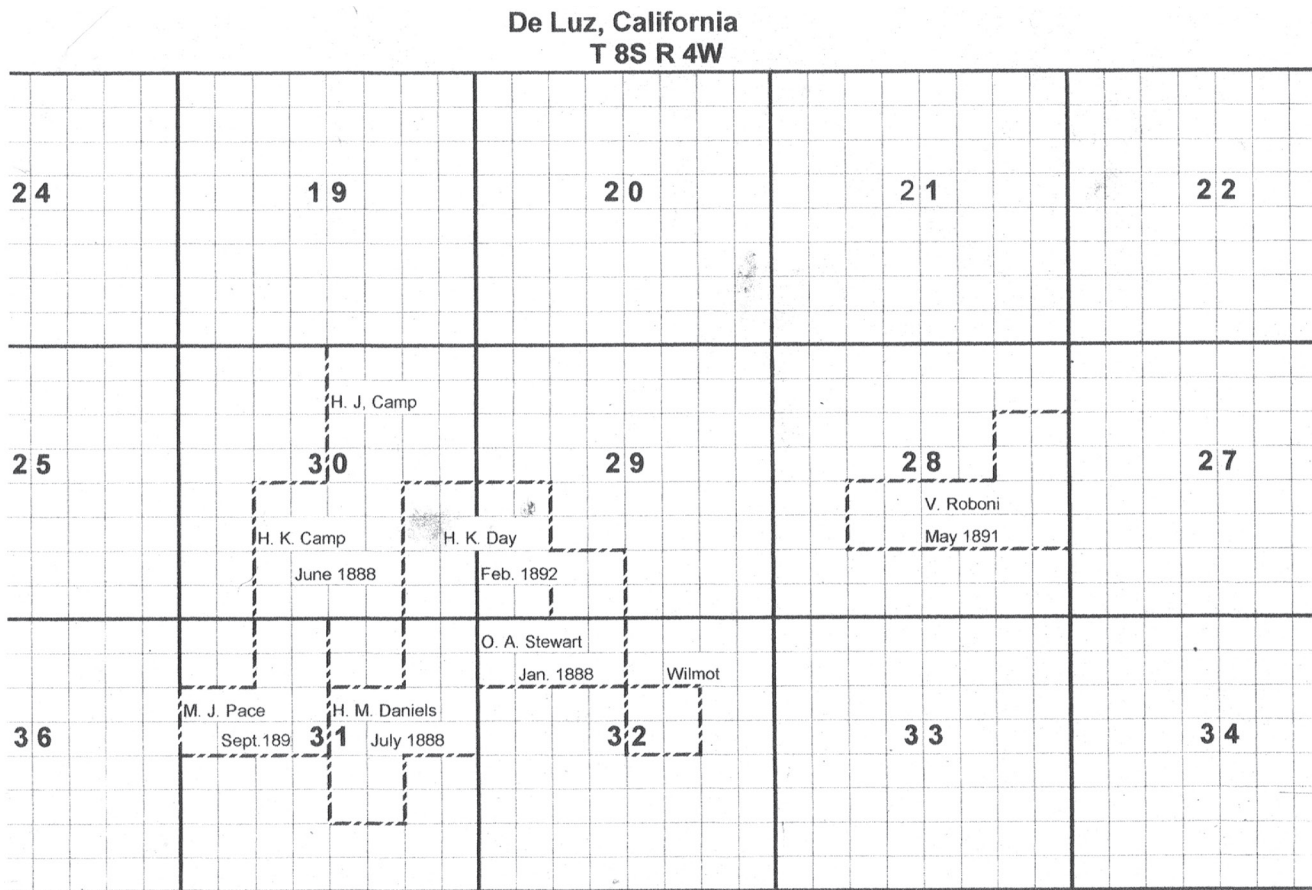 De Luz, California
T 8S R 4W
24
19
20
21
22
H. J, Camp
25
30
29
28
27
V. Roboni
H. K. Camp
H. K. Day
May 1891
June 1888
Feb. 1892
O. A. Stewart
Jan. 1888
Wilmot
M. J. Pace
H. M. Daniels
36
Sept.189
31
July 1888
32
33
34